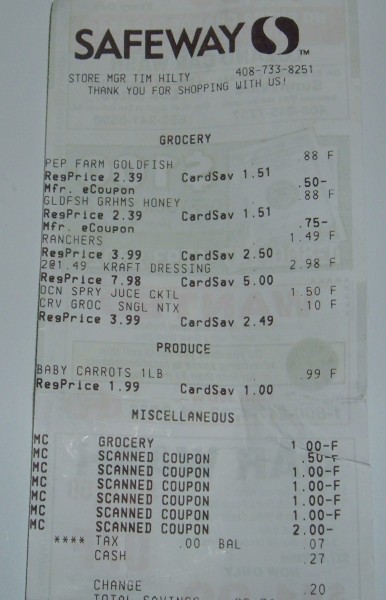 SAFEWAY
TM
STORE MGR TIM HILTY 408-733-8251
THANK YOU FOR SHOPPING WITH US!
GROCERY
PEP FARM GOLDFISH .88 F
RegPrice 2.39 CardSav 1.51
Mfr. eCoupon .50-
GLDFSH GRHMS HONEY .88 F
RegPrice 2.39 CardSav 1.51
Mfr. eCoupon .75-
RANCHERS 1.49 F
RegPrice 3.99 CardSav 2.50
2@1.49 KRAFT DRESSING 2.98 F
RegPrice 7.98 CardSav 5.00
OCN SPRY JUCE CKTL 1.50 F
CRV GROC SNGL NTX .10 F
RegPrice 3.99 CardSav 2.49
PRODUCE
BABY CARROTS 1LB .99 F
RegPrice 1.99 CardSav 1.00
MISCELLANEOUS
MC GROCERY 1.00-F
MC SCANNED COUPON .50-F
MC SCANNED COUPON 1.00-F
MC SCANNED COUPON 1.00-F
MC SCANNED COUPON 1.00-F
MC SCANNED COUPON 1.00-F
MC SCANNED COUPON 2.00-
**** TAX .00 BAL .07
CASH .27
CHANGE .20
TOTAL SAVINGS